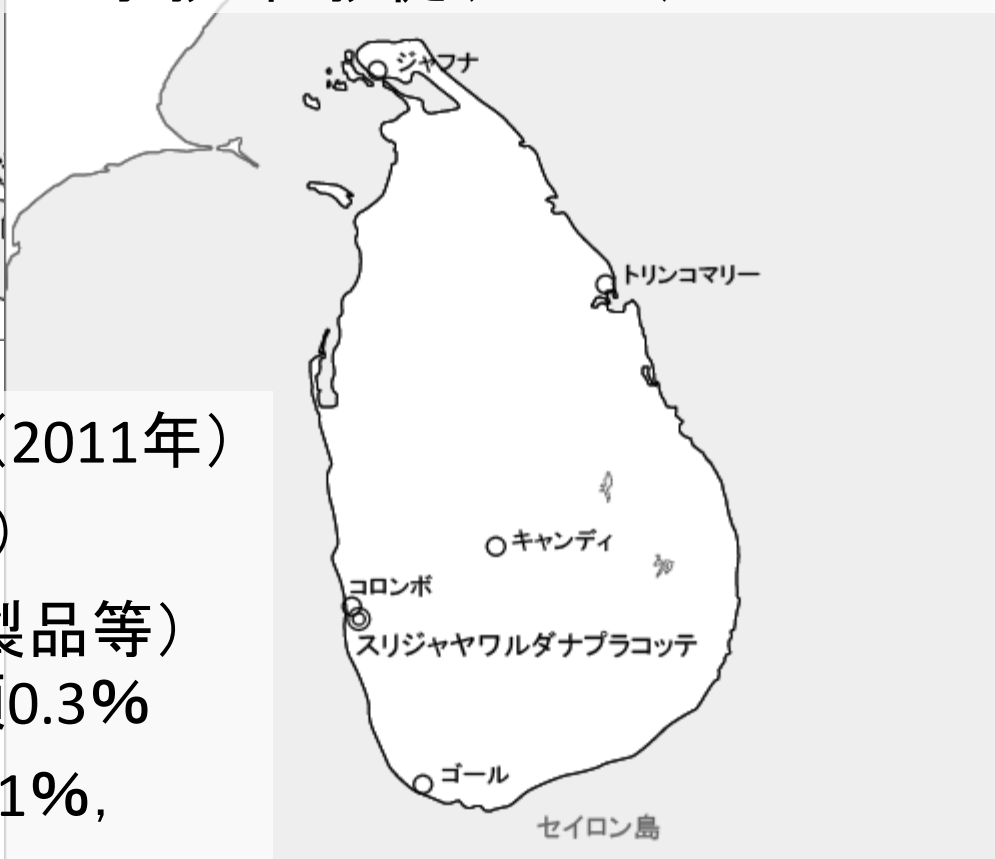 ジャフナ
トリンコマリー
（2011年）
）
キャンディ
コロンボ
製品等）
スリジャヤワルダナプラコッテ
0.3%
ゴール
1%,
セイロン島